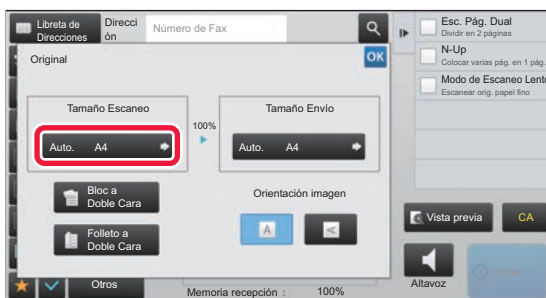 Libreta de
Direcciones
Direcci
ón
Número de Fax
Original
OK
Tamaño Escaneo
100%
Tamaño Envío
Auto. A4
Auto. A4
Bloc a
Doble Cara
Folleto a
Doble Cara
Orientación imagen
A
A
Otros
Memoria recepción : 100%
Esc. Pág. Dual
Dividir en 2 páginas
N-Up
Colocar varias pág. en 1 pág.
Modo de Escaneo Lento
Escanear orig. papel fino
Vista previa
CA
Altavoz